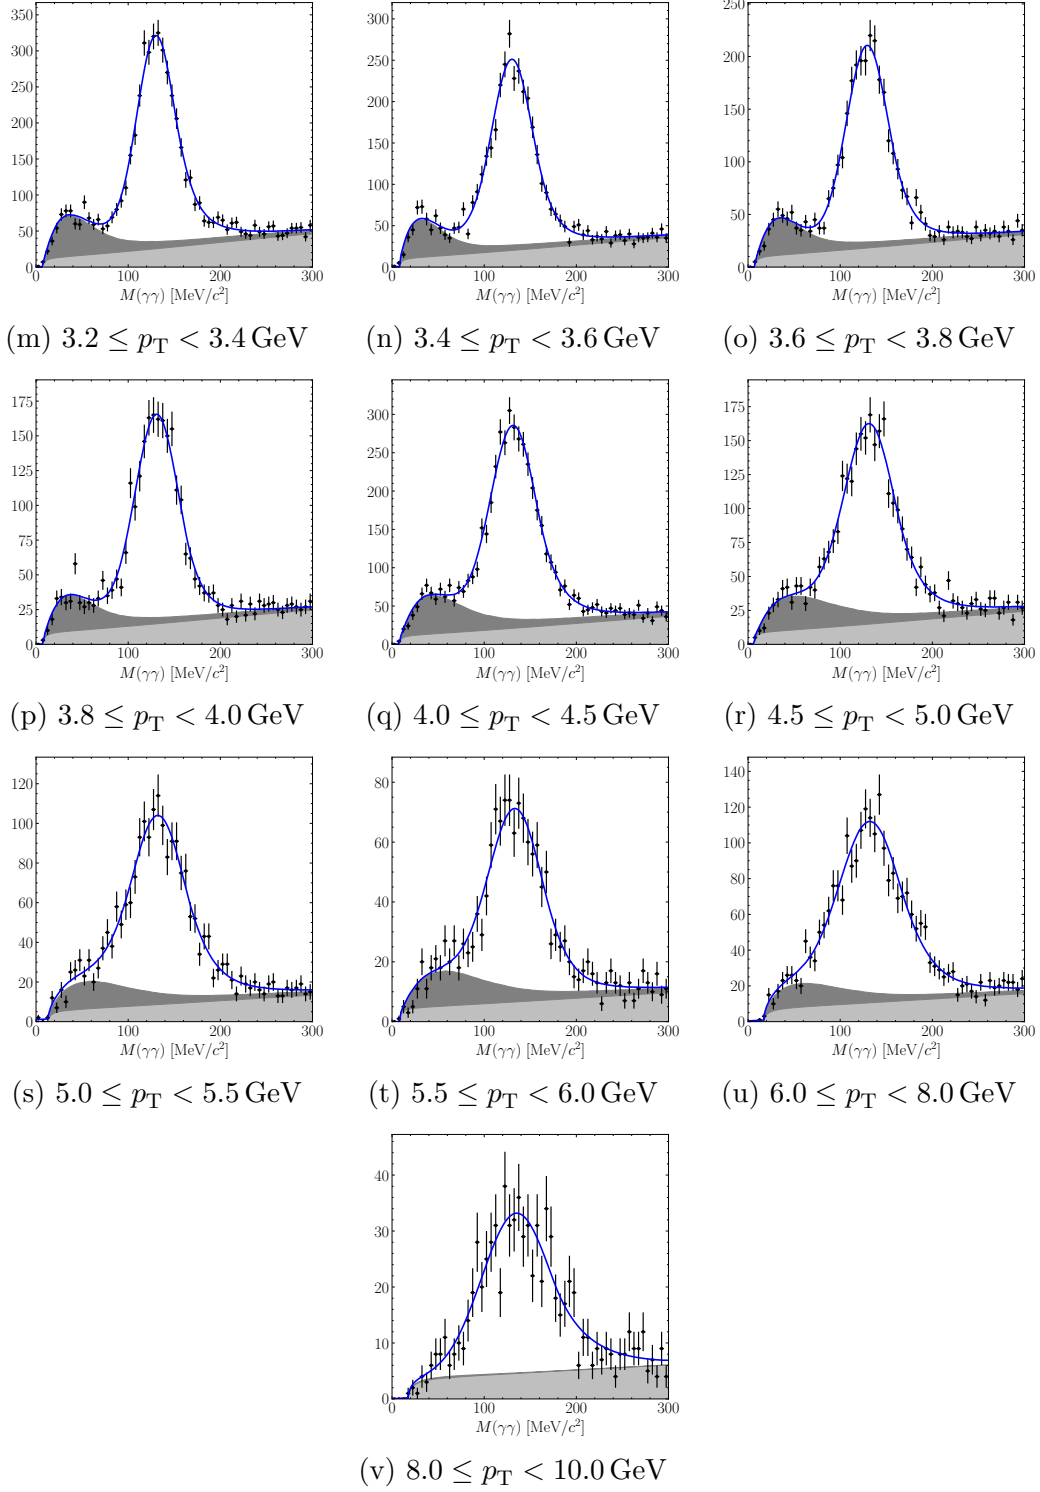 350
300
250
200
150
100
50
0
0 100 200 300
M(γγ) [MeV/c²]
(m) 3.2 ≤ pT < 3.4 GeV
300
250
200
150
100
50
0
0 100 200 300
M(γγ) [MeV/c²]
(n) 3.4 ≤ pT < 3.6 GeV
250
200
150
100
50
0
0 100 200 300
M(γγ) [MeV/c²]
(o) 3.6 ≤ pT < 3.8 GeV
175
150
125
100
75
50
25
0
0 100 200 300
M(γγ) [MeV/c²]
(p) 3.8 ≤ pT < 4.0 GeV
300
250
200
150
100
50
0
0 100 200 300
M(γγ) [MeV/c²]
(q) 4.0 ≤ pT < 4.5 GeV
175
150
125
100
75
50
25
0
0 100 200 300
M(γγ) [MeV/c²]
(r) 4.5 ≤ pT < 5.0 GeV
120
100
80
60
40
20
0
0 100 200 300
M(γγ) [MeV/c²]
(s) 5.0 ≤ pT < 5.5 GeV
80
60
40
20
0
0 100 200 300
M(γγ) [MeV/c²]
(t) 5.5 ≤ pT < 6.0 GeV
140
120
100
80
60
40
20
0
0 100 200 300
M(γγ) [MeV/c²]
(u) 6.0 ≤ pT < 8.0 GeV
40
30
20
10
0
0 100 200 300
M(γγ) [MeV/c²]
(v) 8.0 ≤ pT < 10.0 GeV